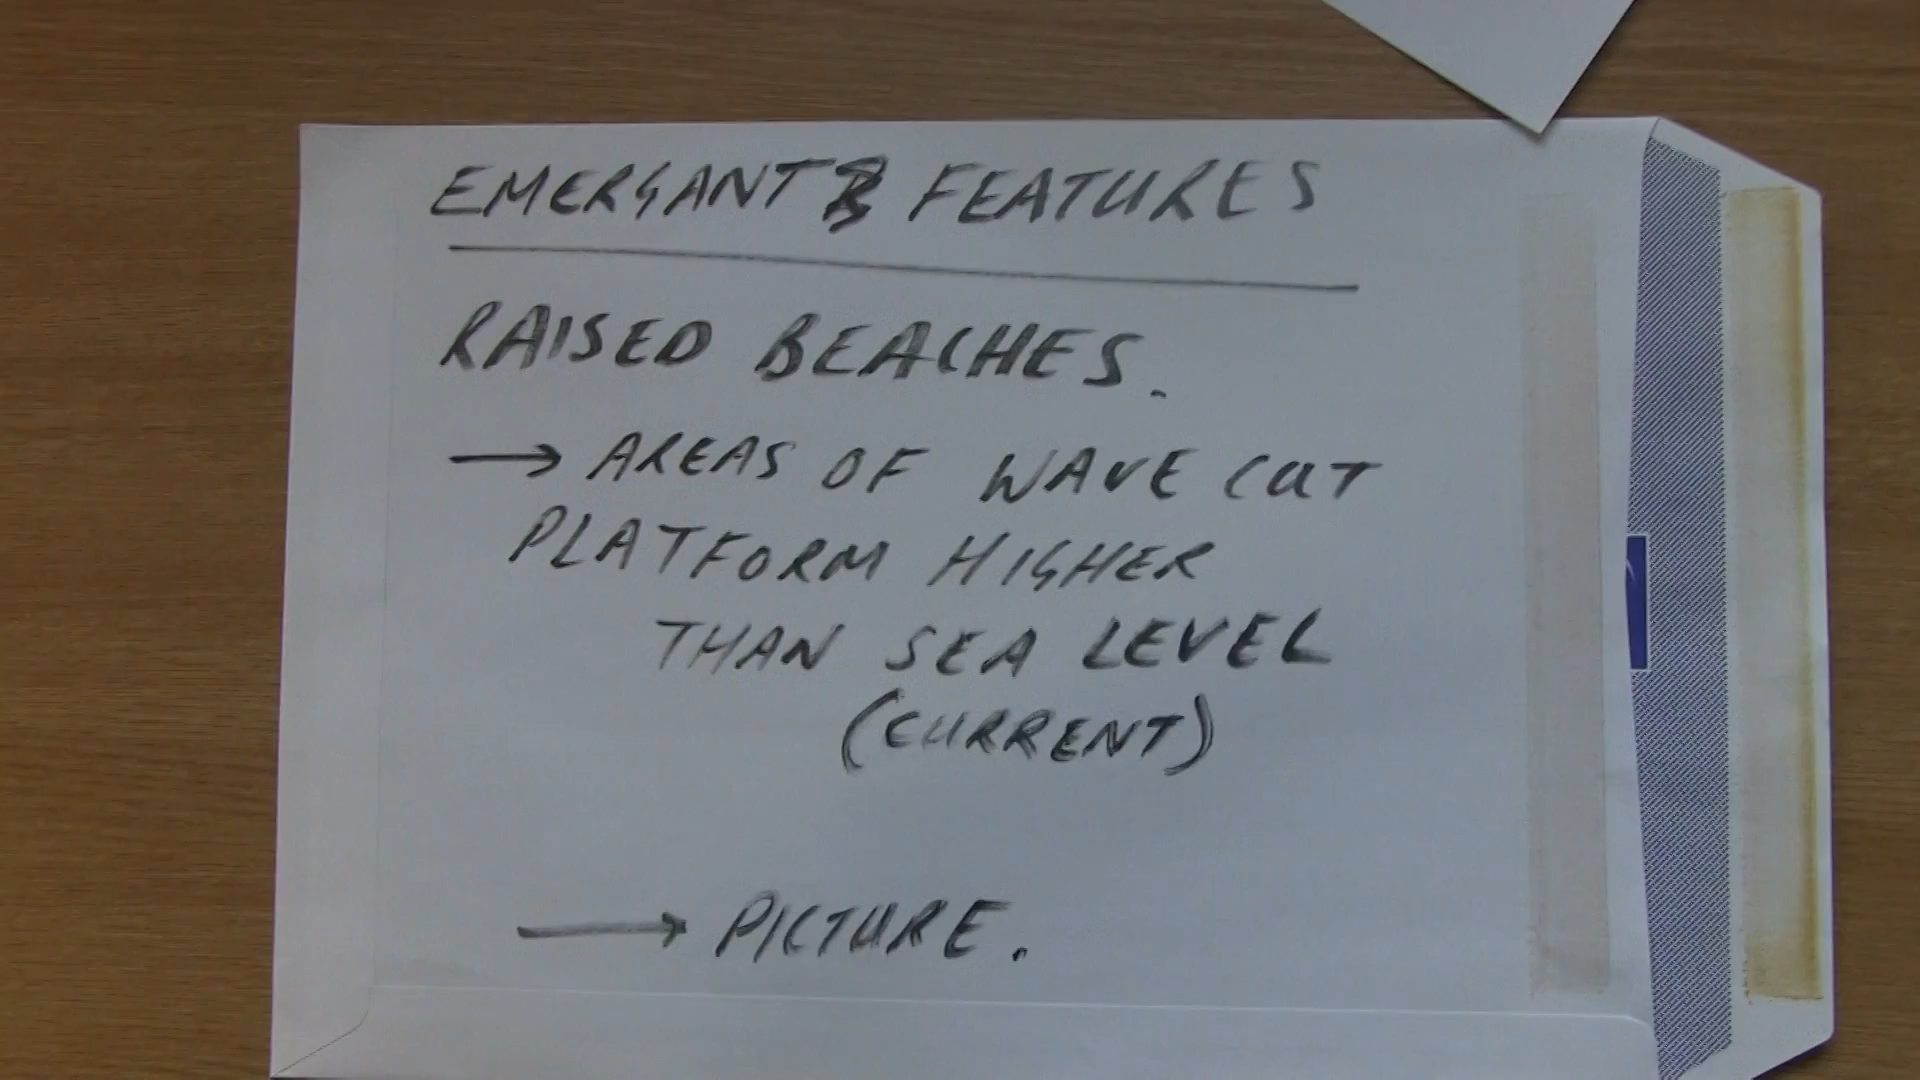 EMERGANT FEATURES
RAISED BEACHES.
→ AREAS OF WAVE CUT
PLATFORM HIGHER
THAN SEA LEVEL
(CURRENT)
→ PICTURE.